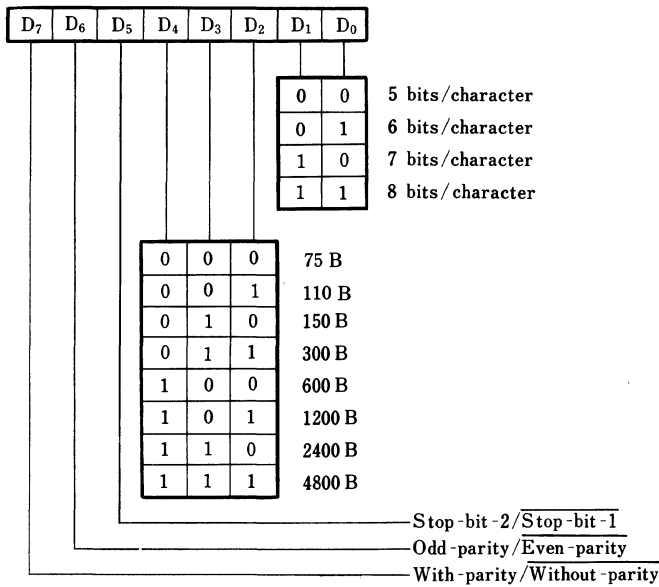 D₇ D₆ D₅ D₄ D₃ D₂ D₁ D₀
0 0 5 bits/character
0 1 6 bits/character
1 0 7 bits/character
1 1 8 bits/character
0 0 0 75 B
0 0 1 110 B
0 1 0 150 B
0 1 1 300 B
1 0 0 600 B
1 0 1 1200 B
1 1 0 2400 B
1 1 1 4800 B
Stop-bit-2/Stop-bit-1
Odd-parity/Even-parity
With-parity/Without-parity